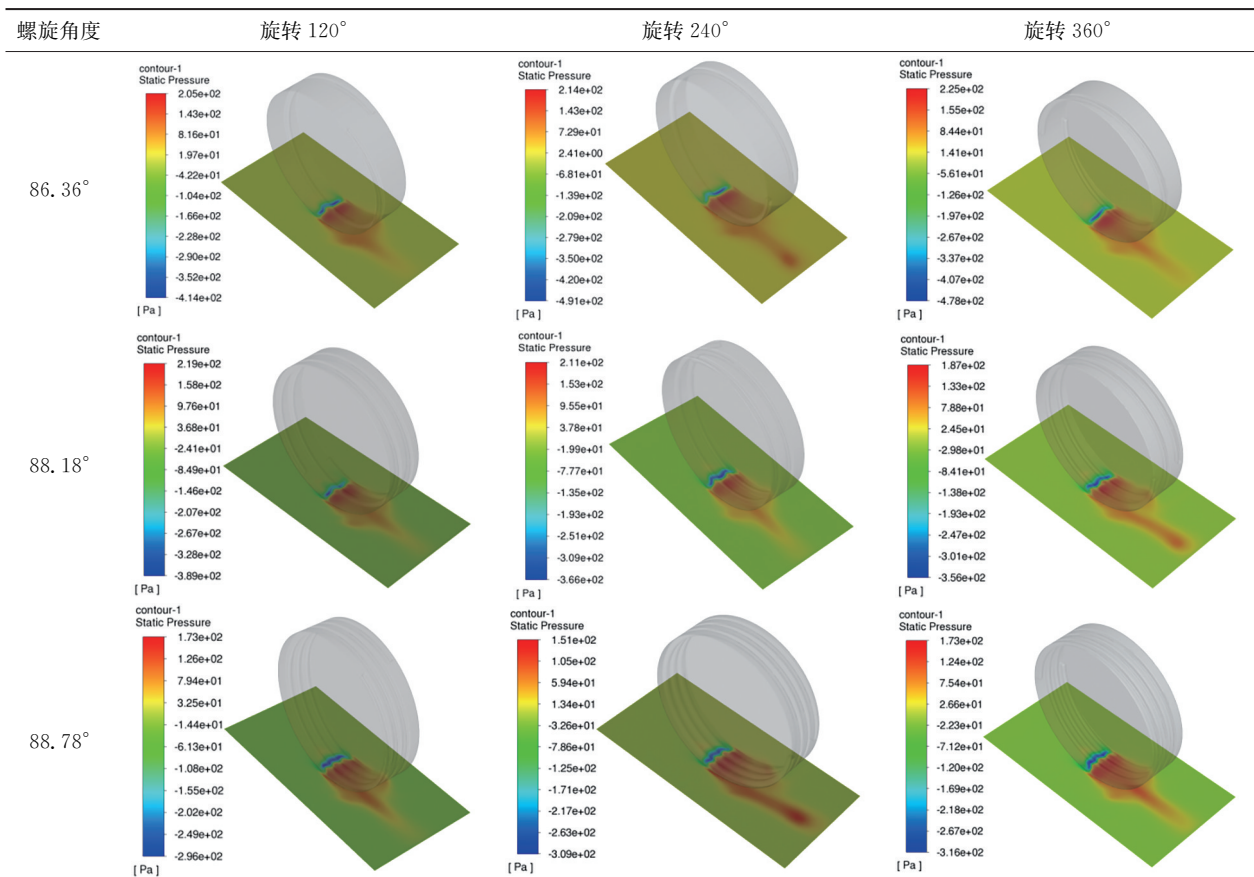 螺旋角度 旋转 120° 旋转 240° 旋转 360°
86.36°
contour-1
Static Pressure
2.05e+02
1.43e+02
8.16e+01
1.97e+01
-4.22e+01
-1.04e+02
-1.66e+02
-2.28e+02
-2.90e+02
-3.52e+02
-4.14e+02
[ Pa ]
contour-1
Static Pressure
2.14e+02
1.43e+02
7.29e+01
2.41e+00
-6.81e+01
-1.39e+02
-2.09e+02
-2.79e+02
-3.50e+02
-4.20e+02
-4.91e+02
[ Pa ]
contour-1
Static Pressure
2.25e+02
1.55e+02
8.44e+01
1.41e+01
-5.61e+01
-1.26e+02
-1.97e+02
-2.67e+02
-3.37e+02
-4.07e+02
-4.78e+02
[ Pa ]
88.18°
contour-1
Static Pressure
2.19e+02
1.58e+02
9.76e+01
3.68e+01
-2.41e+01
-8.49e+01
-1.46e+02
-2.07e+02
-2.67e+02
-3.28e+02
-3.89e+02
[ Pa ]
contour-1
Static Pressure
2.11e+02
1.53e+02
9.55e+01
3.78e+01
-1.99e+01
-7.77e+01
-1.35e+02
-1.93e+02
-2.51e+02
-3.09e+02
-3.66e+02
[ Pa ]
contour-1
Static Pressure
1.87e+02
1.33e+02
7.88e+01
2.45e+01
-2.98e+01
-8.41e+01
-1.38e+02
-1.93e+02
-2.47e+02
-3.01e+02
-3.56e+02
[ Pa ]
88.78°
contour-1
Static Pressure
1.73e+02
1.26e+02
7.94e+01
3.25e+01
-1.44e+01
-6.13e+01
-1.08e+02
-1.55e+02
-2.02e+02
-2.49e+02
-2.96e+02
[ Pa ]
contour-1
Static Pressure
1.51e+02
1.05e+02
5.94e+01
1.34e+01
-3.26e+01
-7.86e+01
-1.25e+02
-1.71e+02
-2.17e+02
-2.63e+02
-3.09e+02
[ Pa ]
contour-1
Static Pressure
1.73e+02
1.24e+02
7.54e+01
2.66e+01
-2.23e+01
-7.12e+01
-1.20e+02
-1.69e+02
-2.18e+02
-2.67e+02
-3.16e+02
[ Pa ]